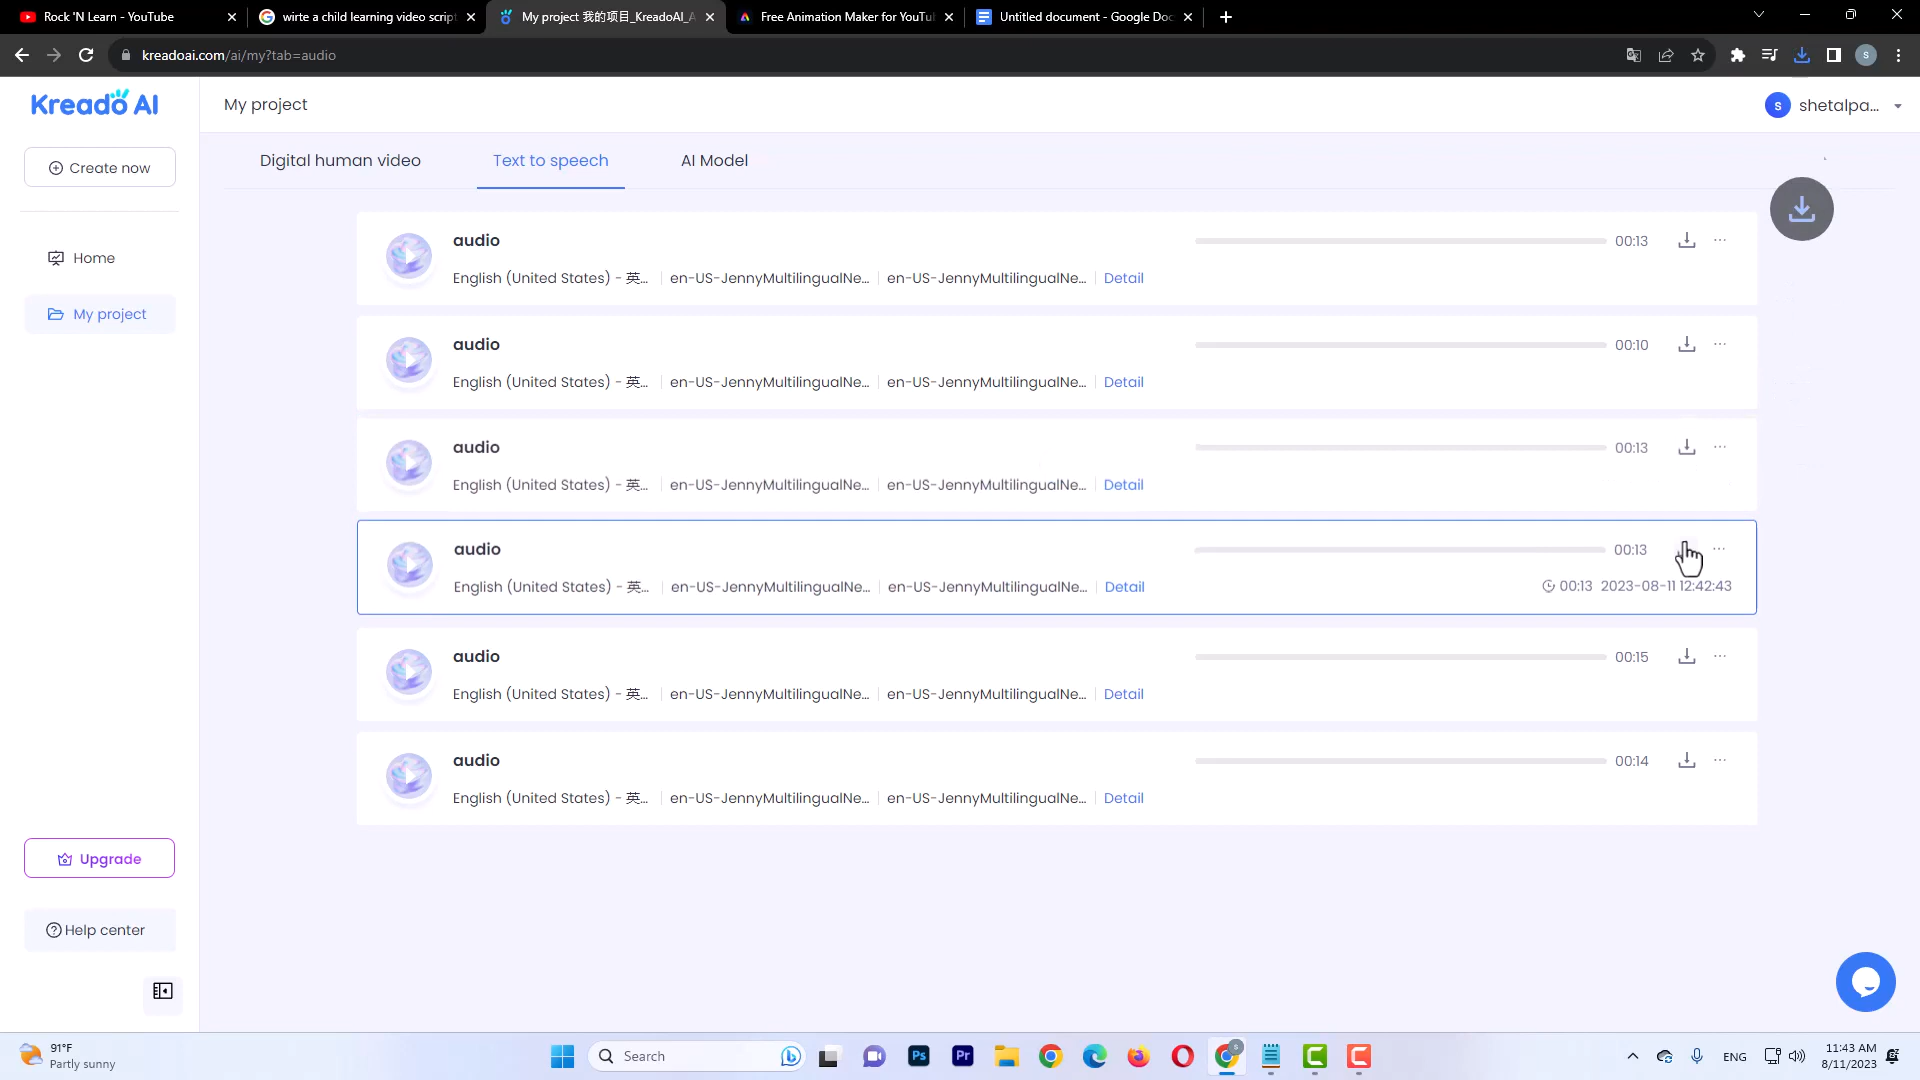 Rock 'N Learn - YouTube
wirte a child learning video script
My project 我的项目_KreadoAI_A
Free Animation Maker for YouTu
Untitled document - Google Doc
kreadoai.com/ai/my?tab=audio
S
Kreado AI
My project
s
shetalpa...
Create now
Digital human video
Text to speech
AI Model
Home
My project
audio
00:13
English (United States) - 英...
en-US-JennyMultilingualNe...
en-US-JennyMultilingualNe...
Detail
audio
00:10
English (United States) - 英...
en-US-JennyMultilingualNe...
en-US-JennyMultilingualNe...
Detail
audio
00:13
English (United States) - 英...
en-US-JennyMultilingualNe...
en-US-JennyMultilingualNe...
Detail
audio
00:13
English (United States) - 英...
en-US-JennyMultilingualNe...
en-US-JennyMultilingualNe...
Detail
00:13 2023-08-11 12:42:43
audio
00:15
English (United States) - 英...
en-US-JennyMultilingualNe...
en-US-JennyMultilingualNe...
Detail
audio
00:14
English (United States) - 英...
en-US-JennyMultilingualNe...
en-US-JennyMultilingualNe...
Detail
Upgrade
Help center
91°F
Partly sunny
Search
Ps
Pr
ENG
11:43 AM
8/11/2023